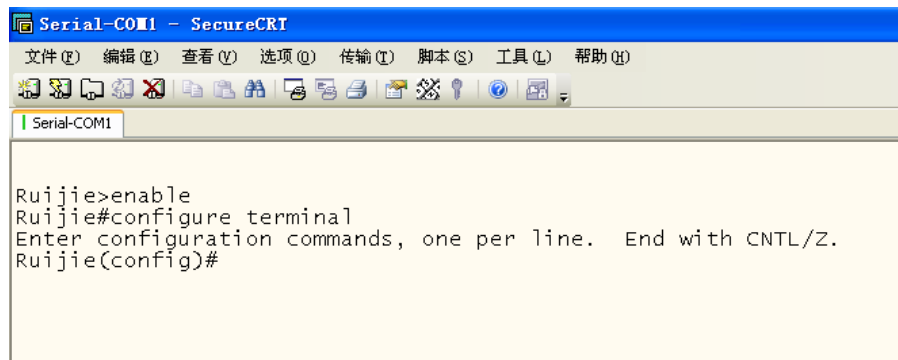 Serial-COM1 - SecureCRT
文件(F) 编辑(E) 查看(V) 选项(O) 传输(T) 脚本(S) 工具(L) 帮助(H)
Serial-COM1
Ruijie>enable
Ruijie#configure terminal
Enter configuration commands, one per line.  End with CNTL/Z.
Ruijie(config)#